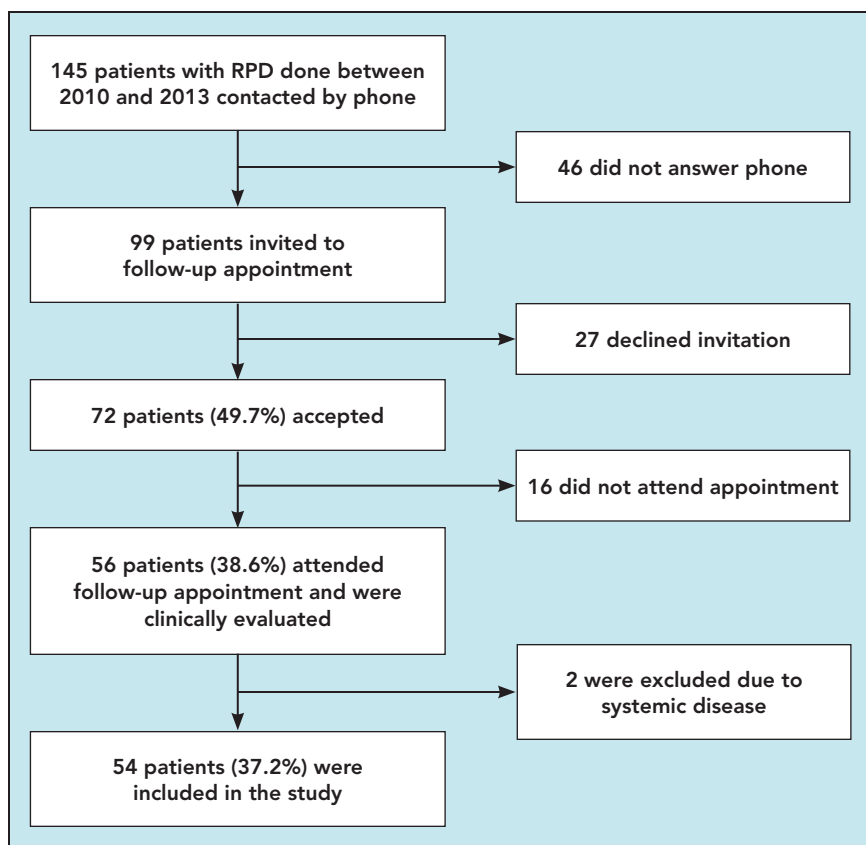 145 patients with RPD done between
2010 and 2013 contacted by phone
46 did not answer phone
99 patients invited to
follow-up appointment
27 declined invitation
72 patients (49.7%) accepted
16 did not attend appointment
56 patients (38.6%) attended
follow-up appointment and were
clinically evaluated
2 were excluded due to
systemic disease
54 patients (37.2%) were
included in the study